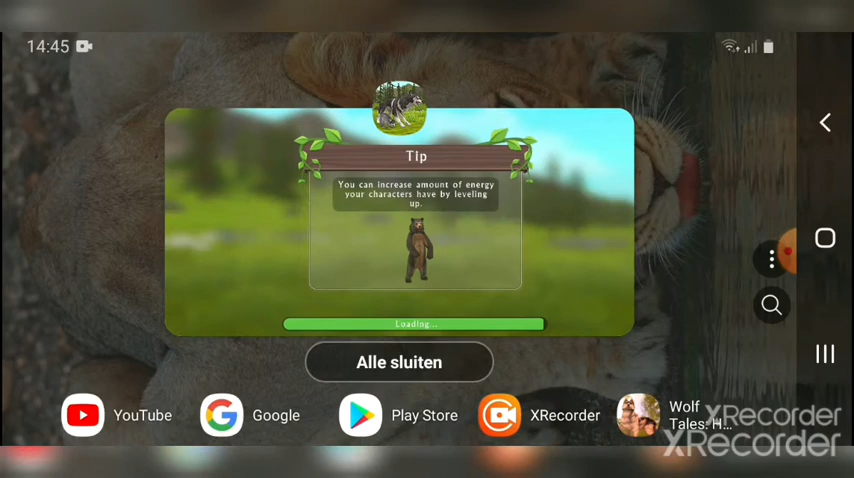 14:45
Tip
You can increase amount of energy
your characters have by leveling
up.
Loading...
Alle sluiten
YouTube
Google
Play Store
XRecorder
Wolf
Tales: H...
XRecorder
XRecorder